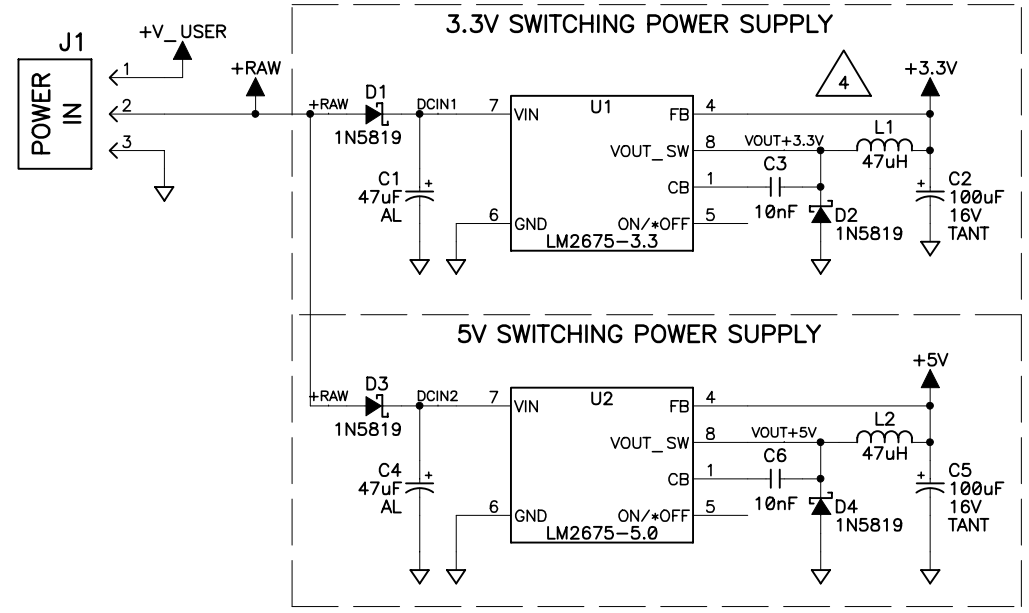 3.3V SWITCHING POWER SUPPLY
J1
+V_USER
POWER
IN
1
2
3
+RAW
+RAW
D1
1N5819
DCIN1
C1
47uF
AL
+
7
VIN
6
GND
U1
LM2675-3.3
FB
4
VOUT_SW
8
CB
1
ON/*OFF
5
VOUT+3.3V
C3
10nF
D2
1N5819
4
L1
47uH
+3.3V
+
C2
100uF
16V
TANT
5V SWITCHING POWER SUPPLY
+RAW
D3
1N5819
DCIN2
C4
47uF
AL
+
7
VIN
6
GND
U2
LM2675-5.0
FB
4
VOUT_SW
8
CB
1
ON/*OFF
5
VOUT+5V
C6
10nF
D4
1N5819
L2
47uH
+5V
+
C5
100uF
16V
TANT